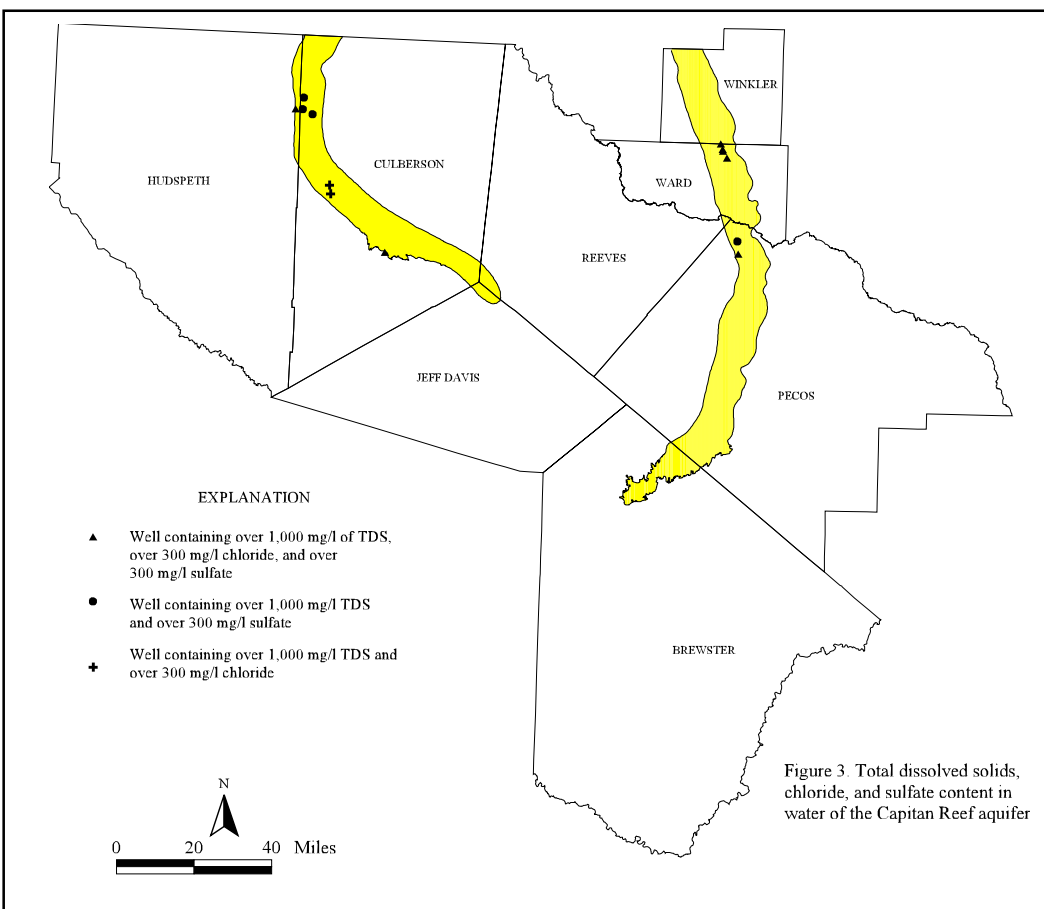 WINKLER
CULBERSON
HUDSPETH
WARD
REEVES
JEFF DAVIS
PECOS
EXPLANATION
Well containing over 1,000 mg/l of TDS,
over 300 mg/l chloride, and over
300 mg/l sulfate
Well containing over 1,000 mg/l TDS
and over 300 mg/l sulfate
Well containing over 1,000 mg/l TDS and
over 300 mg/l chloride
BREWSTER
Figure 3. Total dissolved solids,
chloride, and sulfate content in
water of the Capitan Reef aquifer
N
0 20 40 Miles